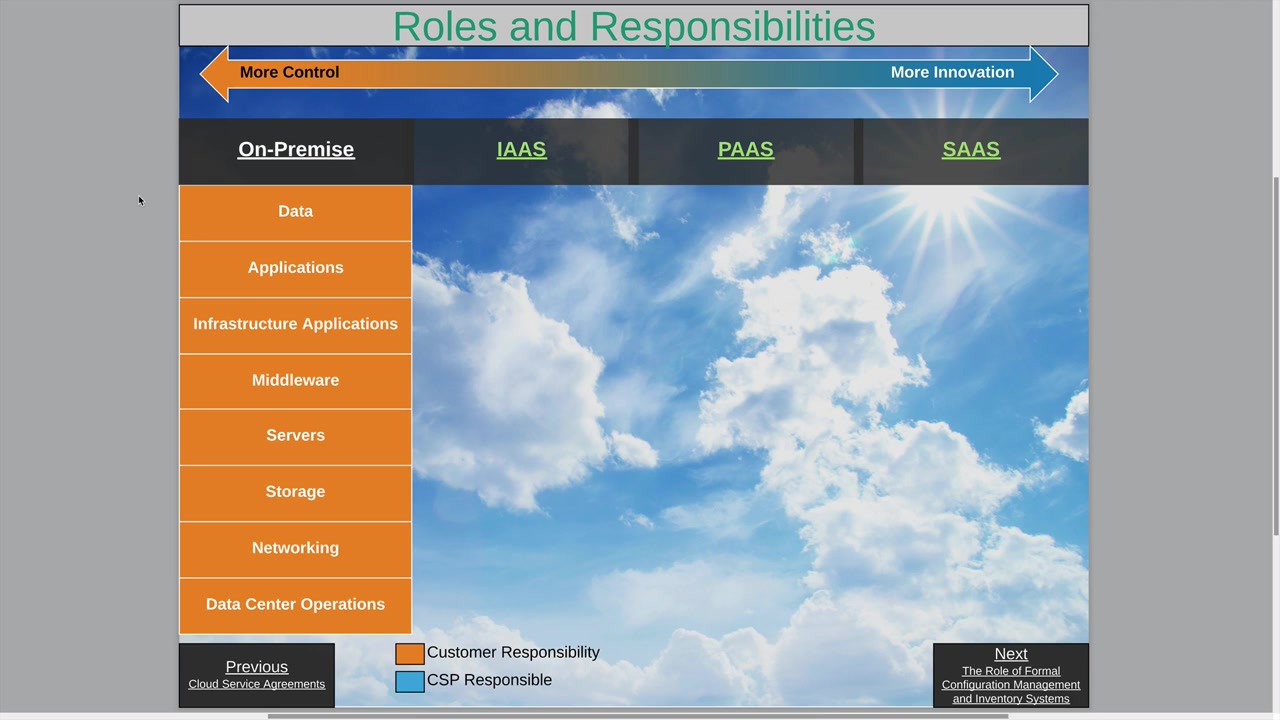 Roles and Responsibilities
More Control
More Innovation
On-Premise
IAAS
PAAS
SAAS
Data
Applications
Infrastructure Applications
Middleware
Servers
Storage
Networking
Data Center Operations
Customer Responsibility
CSP Responsible
Previous
Cloud Service Agreements
Next
The Role of Formal
Configuration Management
and Inventory Systems